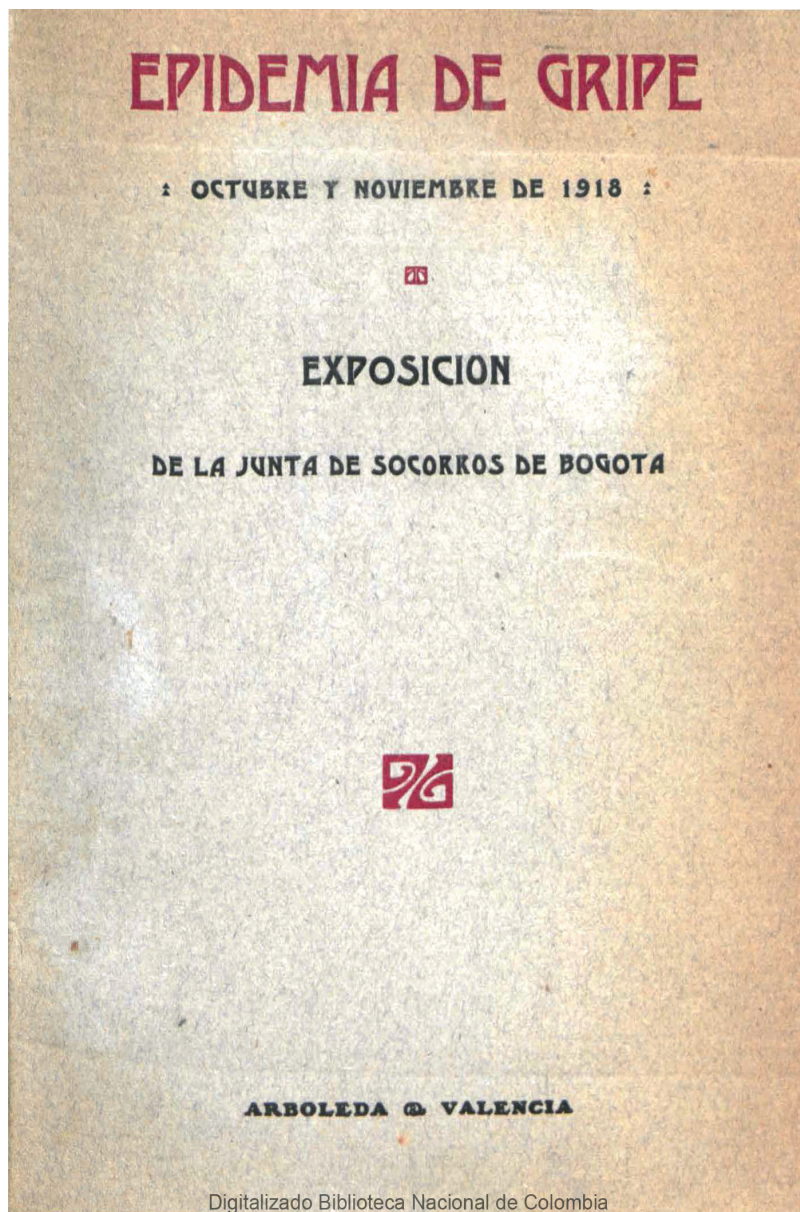 EPIDEMIA DE GRIPE
: OCTUBRE Y NOVIEMBRE DE 1918 :
EXPOSICION
DE LA JUNTA DE SOCORROS DE BOGOTA
ARBOLEDA & VALENCIA
Digitalizado Biblioteca Nacional de Colombia